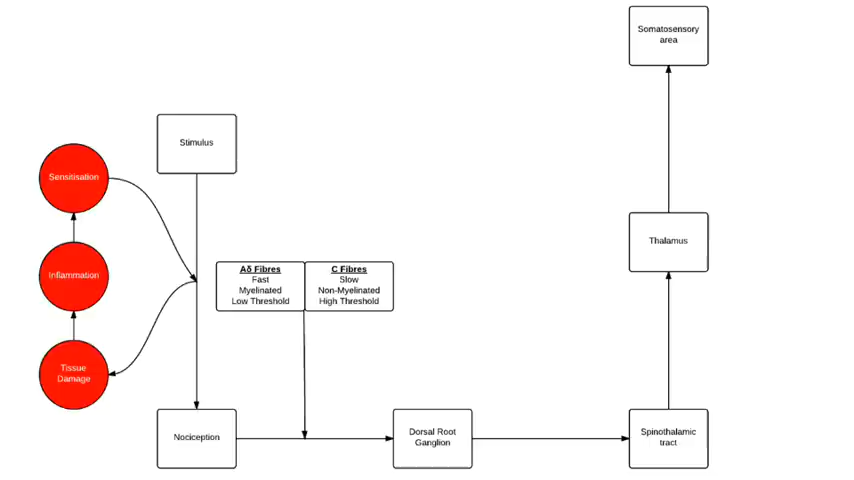 Somatosensory
area
Stimulus
Sensitisation
Thalamus
Inflammation
Aδ Fibres
Fast
Myelinated
Low Threshold
C Fibres
Slow
Non-Myelinated
High Threshold
Tissue
Damage
Nociception
Dorsal Root
Ganglion
Spinothalamic
tract